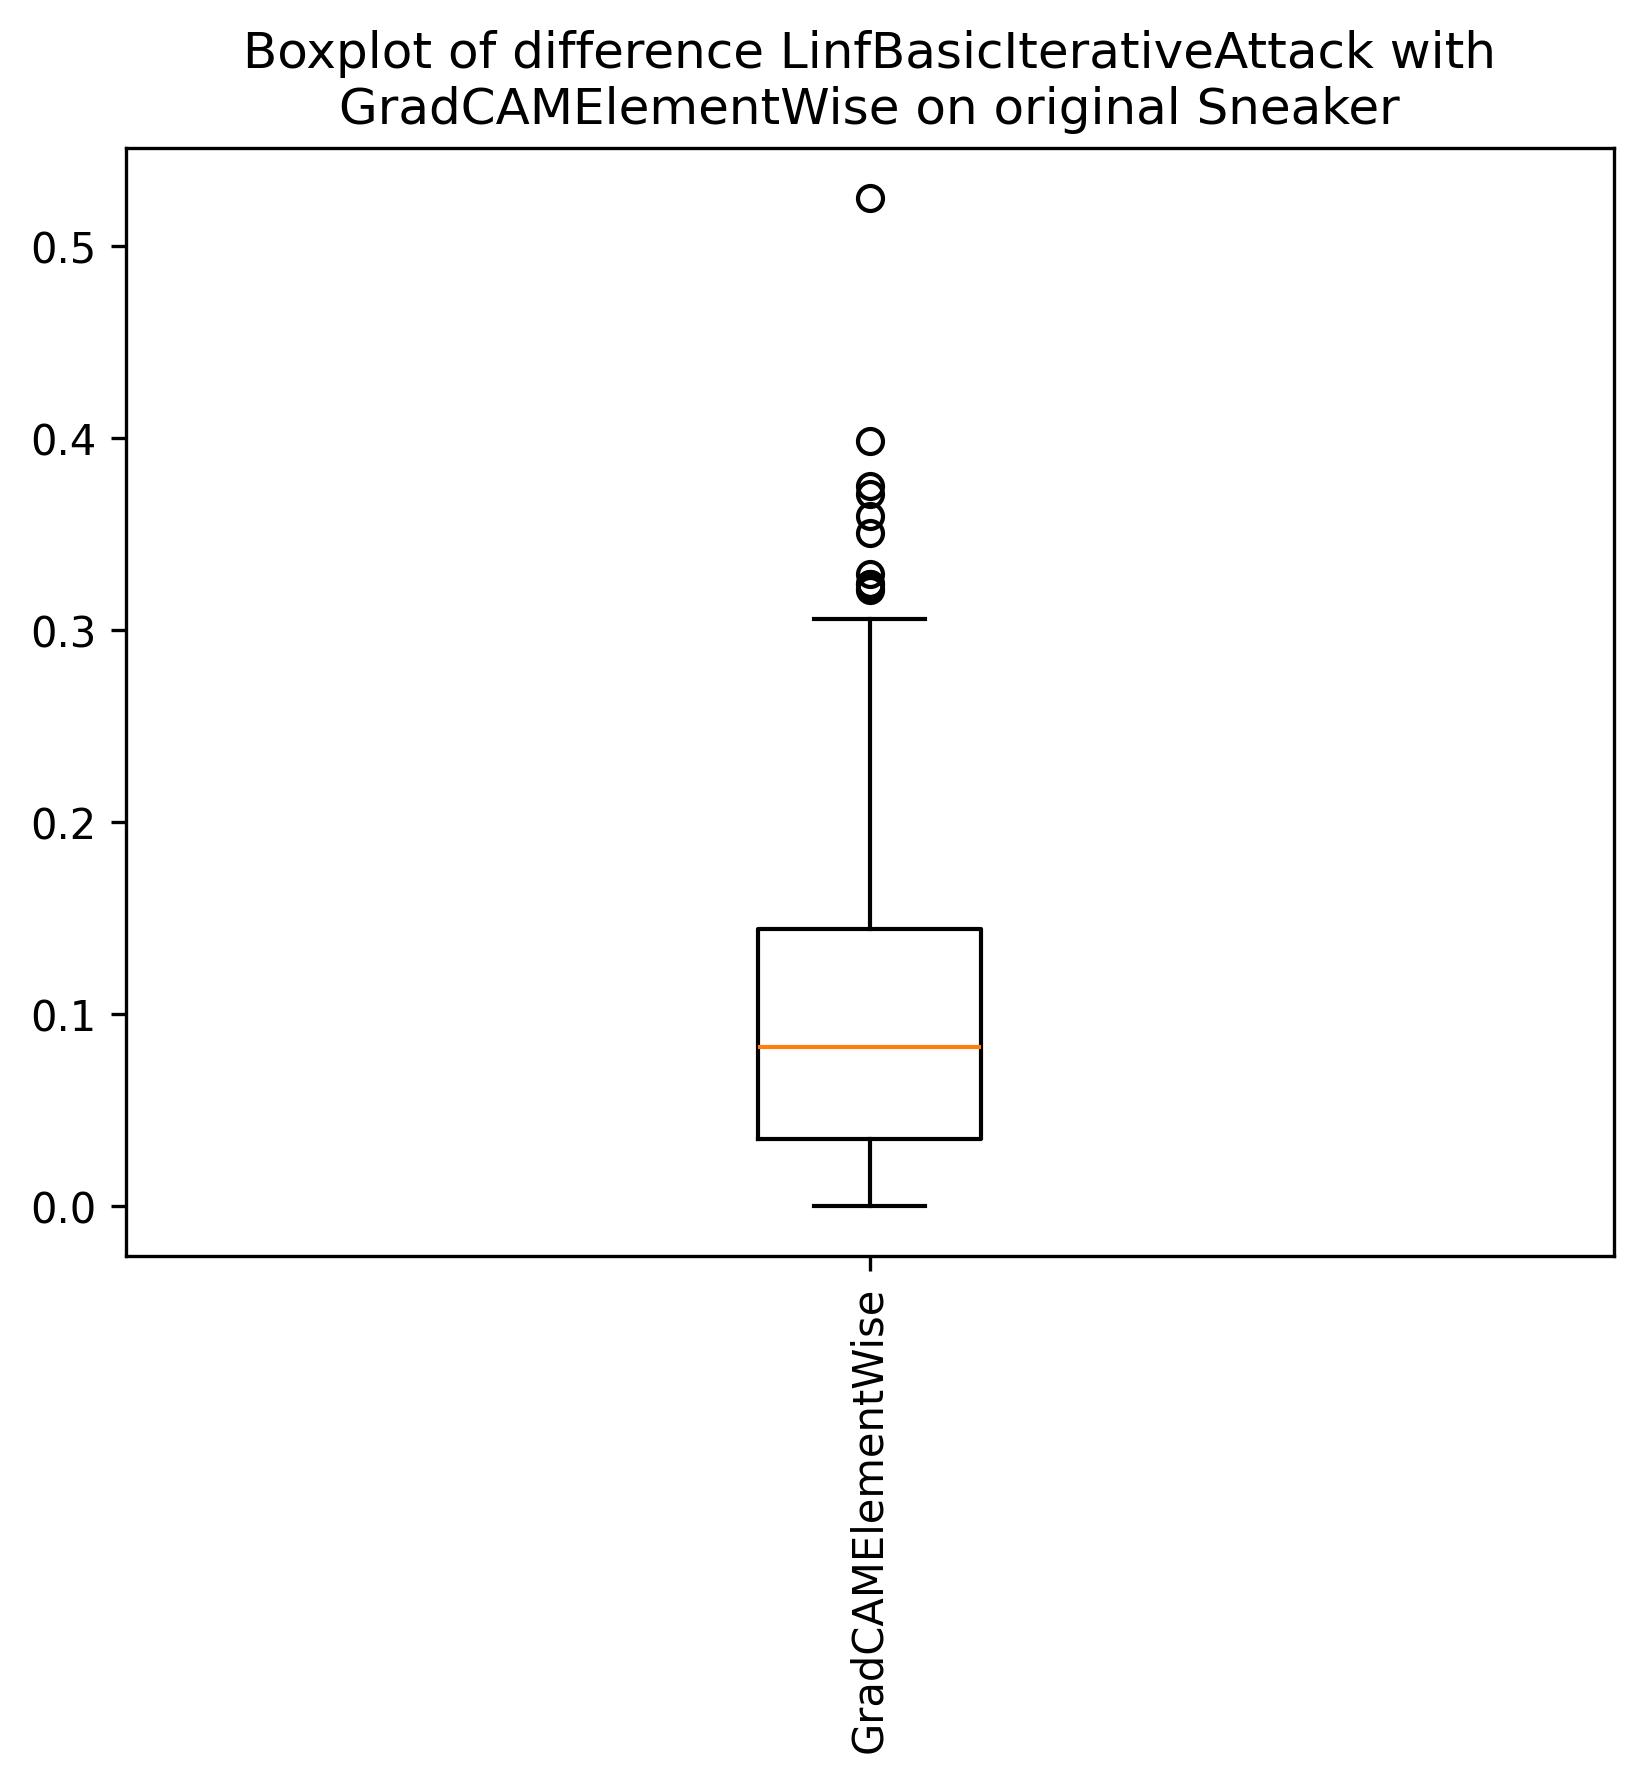 Boxplot of difference LinfBasicIterativeAttack with
GradCAMElementWise on original Sneaker
0.5
0.4
0.3
0.2
0.1
0.0
GradCAMElementWise